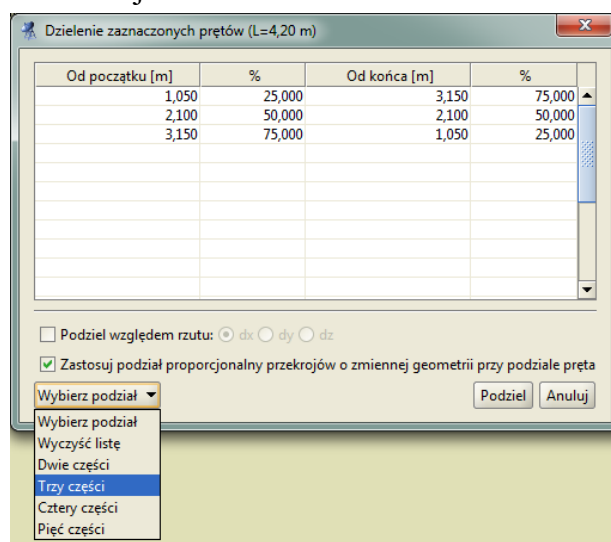 Dzielenie zaznaczonych prętów (L=4,20 m)
Od początku [m] % Od końca [m] %
1,050 25,000 3,150 75,000
2,100 50,000 2,100 50,000
3,150 75,000 1,050 25,000
Podziel względem rzutu: dx dy dz
Zastosuj podział proporcjonalny przekrojów o zmiennej geometrii przy podziale pręta
Wybierz podział Podziel Anuluj
Wybierz podział
Wyczyść listę
Dwie części
Trzy części
Cztery części
Pięć części